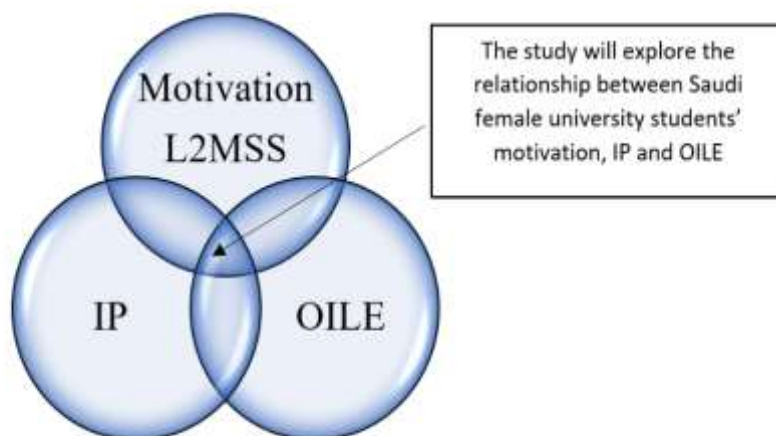 Motivation
L2MSS
IP
OILE
The study will explore the
relationship between Saudi
female university students’
motivation, IP and OILE